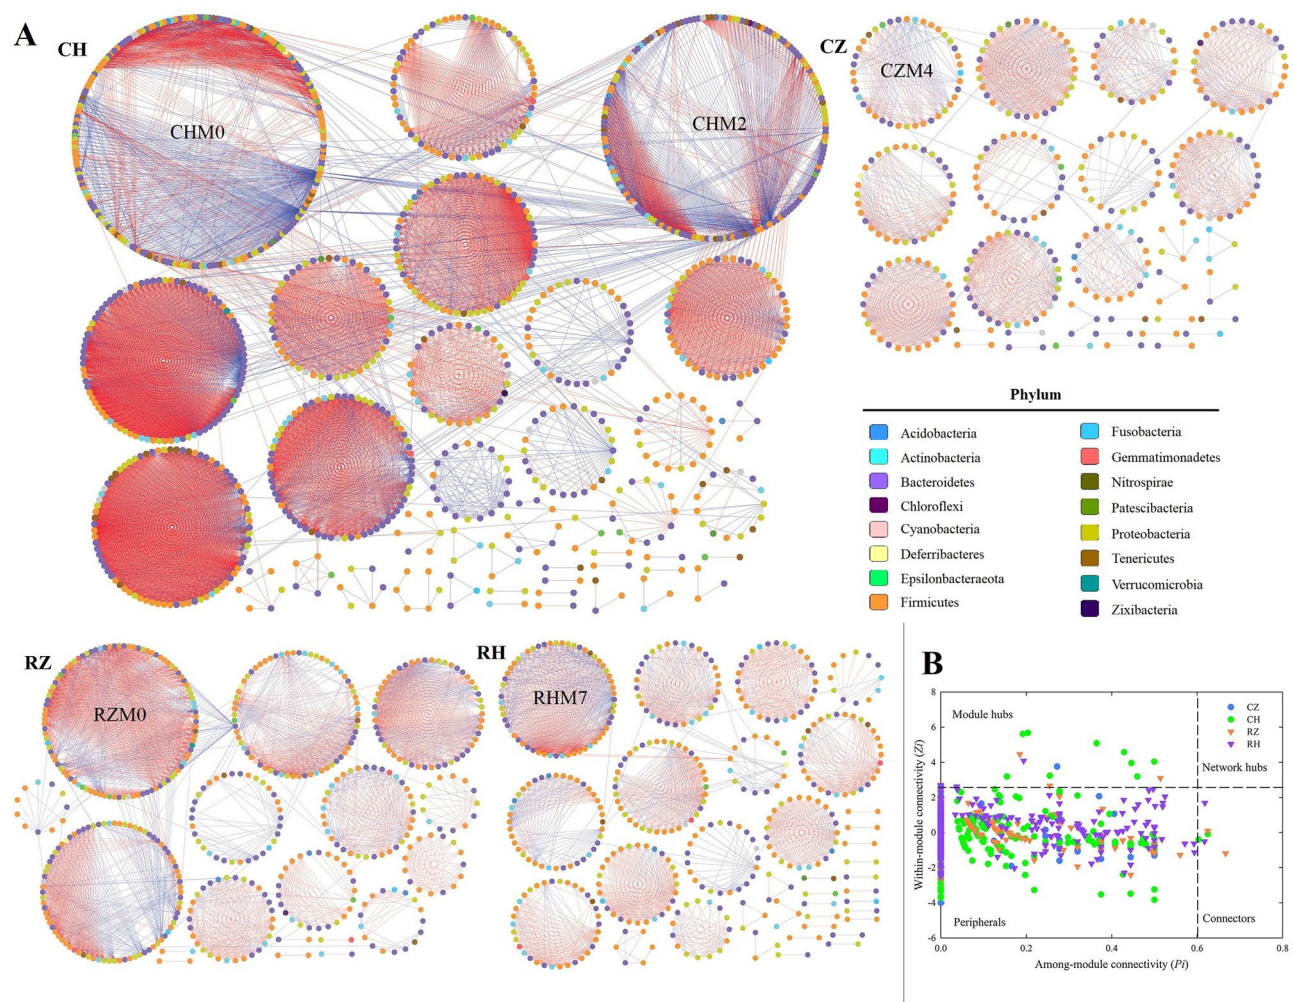 A
CH
CHM0
CHM2
CZ
CZM4
Phylum
Acidobacteria
Actinobacteria
Bacteroidetes
Chloroflexi
Cyanobacteria
Deferribacteres
Epsilonbacteraeota
Firmicutes
Fusobacteria
Gemmatimonadetes
Nitrospirae
Patescibacteria
Proteobacteria
Tenericutes
Verrucomicrobia
Zixibacteria
RZ
RZM0
RH
RHM7
B
8
6
4
2
0
-2
-4
-6
Within-module connectivity (Zi)
Module hubs
CZ
CH
RZ
RH
Network hubs
Peripherals
Connectors
0.0
0.2
0.4
0.6
0.8
Among-module connectivity (Pi)